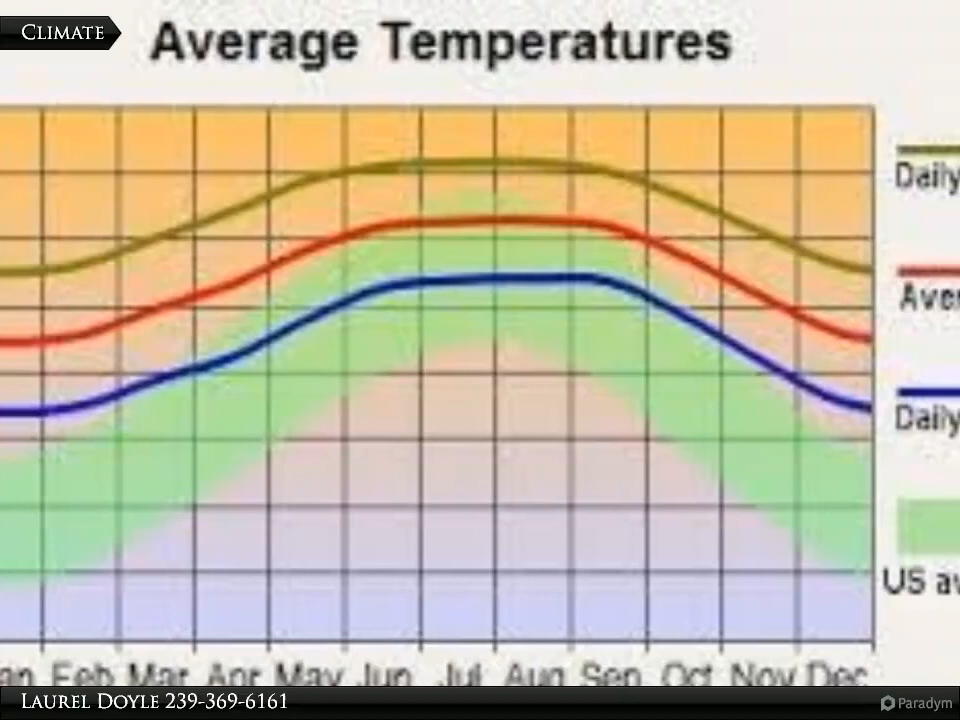 CLIMATE
Average Temperatures
Daily
Aver
Daily
US av
an Feb Mar Apr May Jun Jul Aug Sep Oct Nov Dec
LAUREL DOYLE 239-369-6161
Paradym